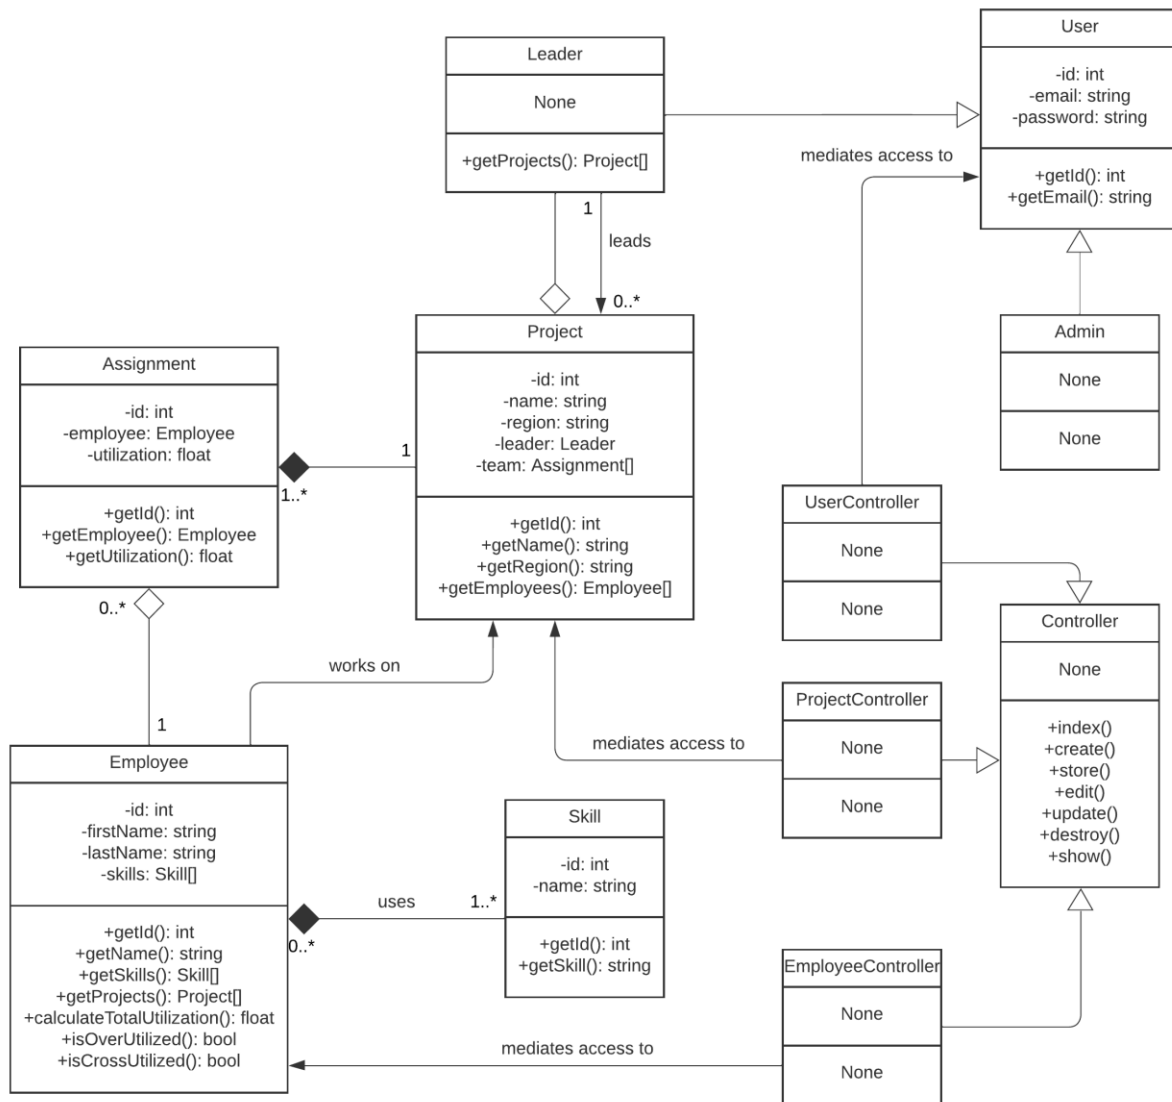 Leader
None
+getProjects(): Project[]
User
-id: int
-email: string
-password: string
+getId(): int
+getEmail(): string
mediates access to
1
leads
0..*
Project
-id: int
-name: string
-region: string
-leader: Leader
-team: Assignment[]
+getId(): int
+getName(): string
+getRegion(): string
+getEmployees(): Employee[]
Admin
None
None
Assignment
-id: int
-employee: Employee
-utilization: float
+getId(): int
+getEmployee(): Employee
+getUtilization(): float
1
1..*
0..*
1
works on
UserController
None
None
Controller
None
+index()
+create()
+store()
+edit()
+update()
+destroy()
+show()
ProjectController
None
None
mediates access to
Employee
-id: int
-firstName: string
-lastName: string
-skills: Skill[]
+getId(): int
+getName(): string
+getSkills(): Skill[]
+getProjects(): Project[]
+calculateTotalUtilization(): float
+isOverUtilized(): bool
+isCrossUtilized(): bool
uses
1..*
0..*
Skill
-id: int
-name: string
+getId(): int
+getSkill(): string
EmployeeController
None
None
mediates access to